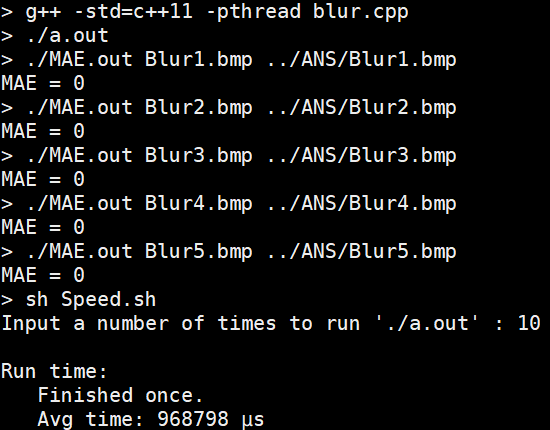 > g++ -std=c++11 -pthread blur.cpp
> ./a.out
> ./MAE.out Blur1.bmp ../ANS/Blur1.bmp
MAE = 0
> ./MAE.out Blur2.bmp ../ANS/Blur2.bmp
MAE = 0
> ./MAE.out Blur3.bmp ../ANS/Blur3.bmp
MAE = 0
> ./MAE.out Blur4.bmp ../ANS/Blur4.bmp
MAE = 0
> ./MAE.out Blur5.bmp ../ANS/Blur5.bmp
MAE = 0
> sh Speed.sh
Input a number of times to run './a.out' : 10
Run time:
Finished once.
Avg time: 968798 µs